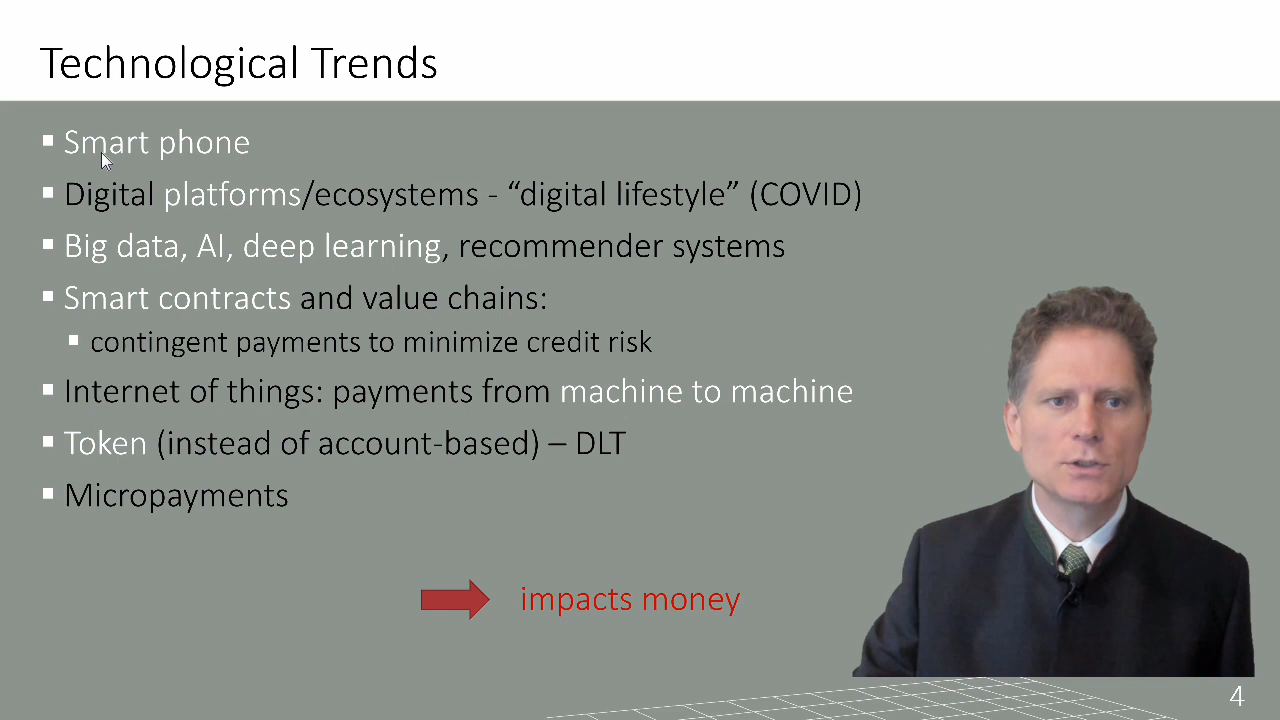 Technological Trends
Smart phone
Digital platforms/ecosystems - “digital lifestyle” (COVID)
Big data, AI, deep learning, recommender systems
Smart contracts and value chains:
contingent payments to minimize credit risk
Internet of things: payments from machine to machine
Token (instead of account-based) – DLT
Micropayments
impacts money
4